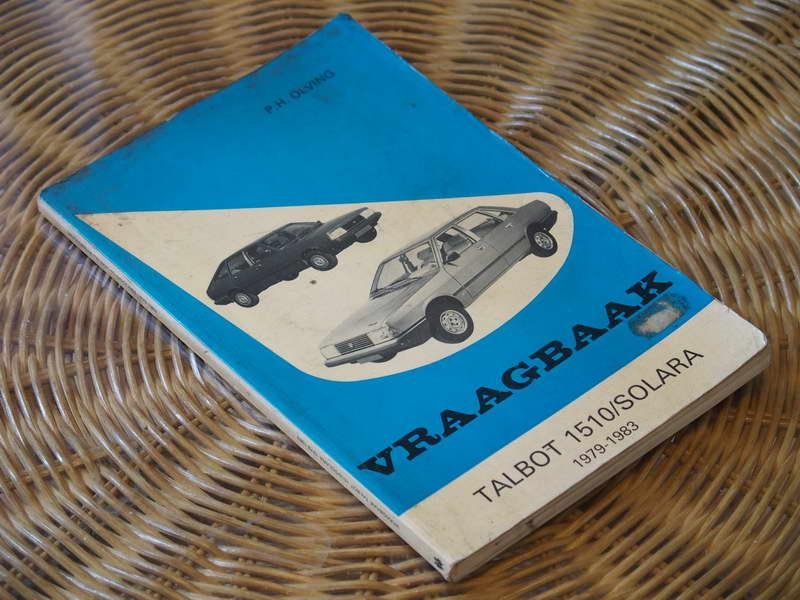 P.H. OLVING
VRAAGBAAK
TALBOT 1510/SOLARA
1979-1983